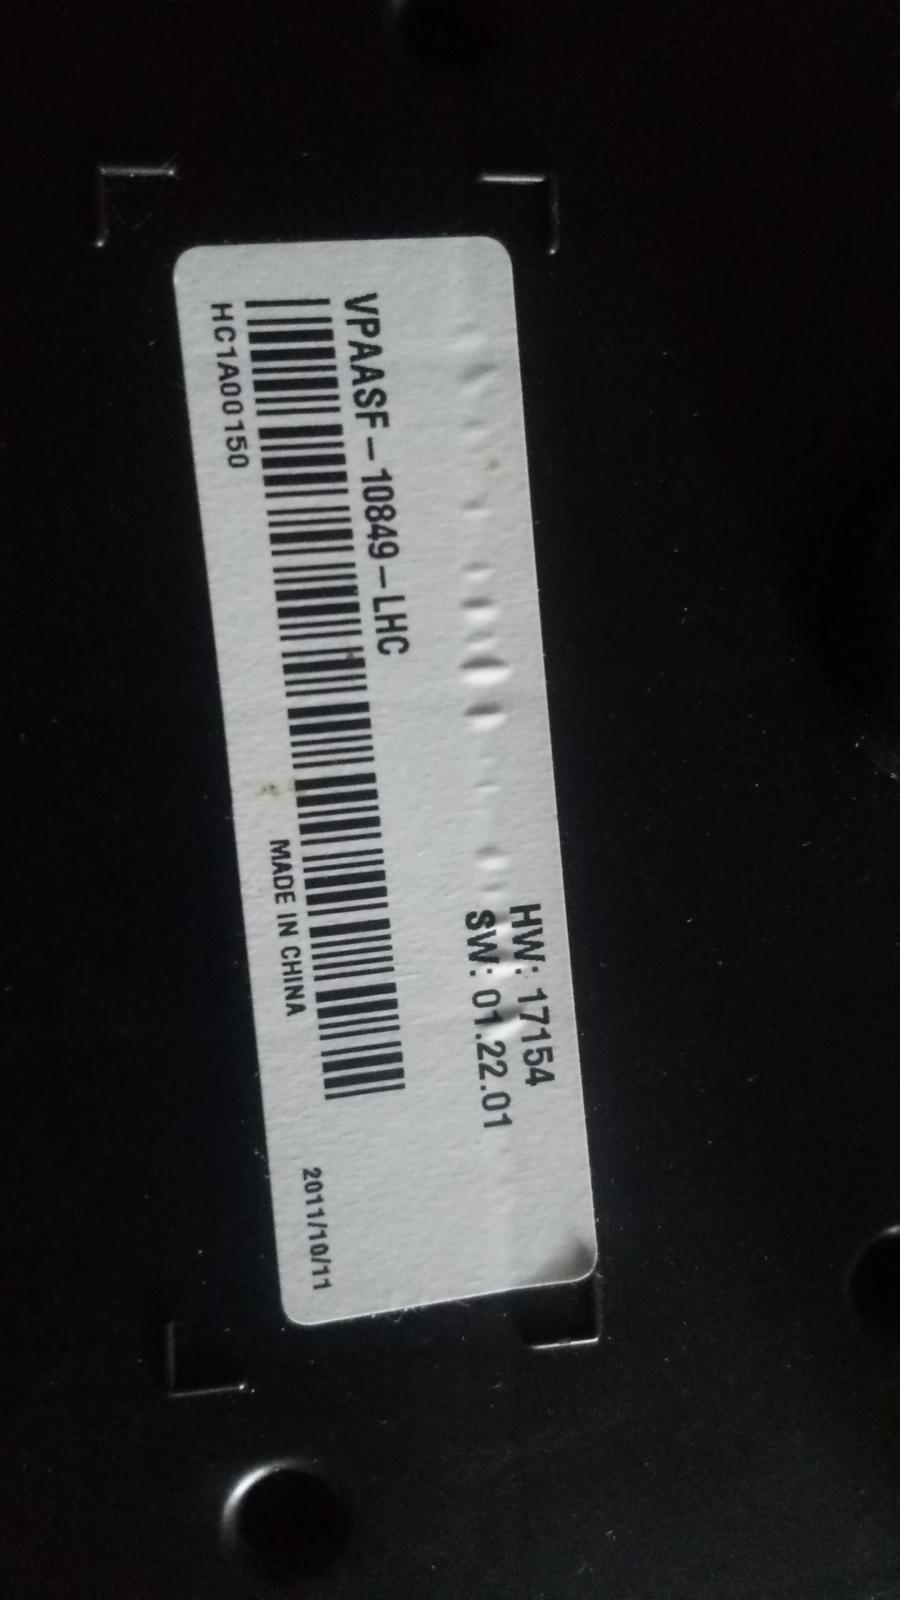 HW: 17154
SW: 01.22.01
VPAASF-10849-LHC
HC1A00150
MADE IN CHINA
2011/10/11